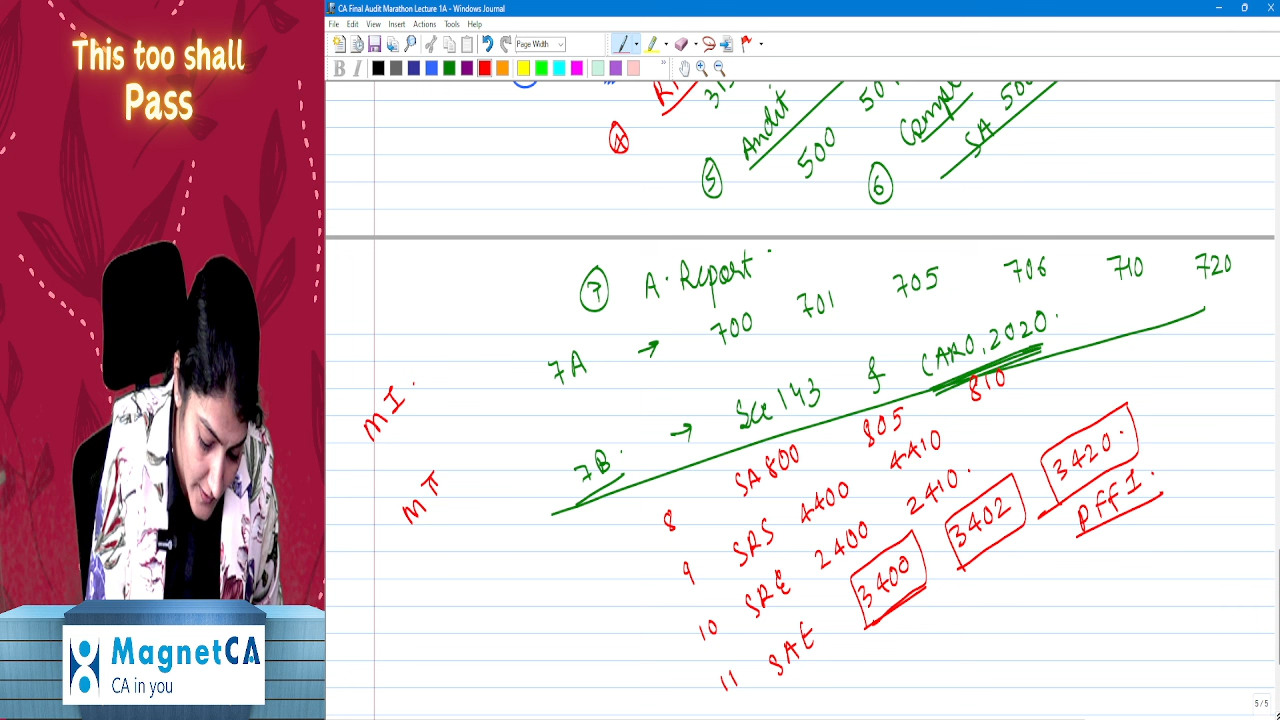 This too shall
Pass
CA Final Audit Marathon Lecture 1A - Windows Journal
File Edit View Insert Actions Tools Help
Page Width
B I
5 Audit
500
6
SA 500
7 A. Report
7A → 700 701 705 706 710 720
7B. → Sec 143 & CARO, 2020.
MI.
8 SA 800 805 810
9 SRS 4400 4410
10 SRE 2400 2410.
11 SAE 3400 3402 3420.
PFFI.
MagnetCA
CA in you
5/5